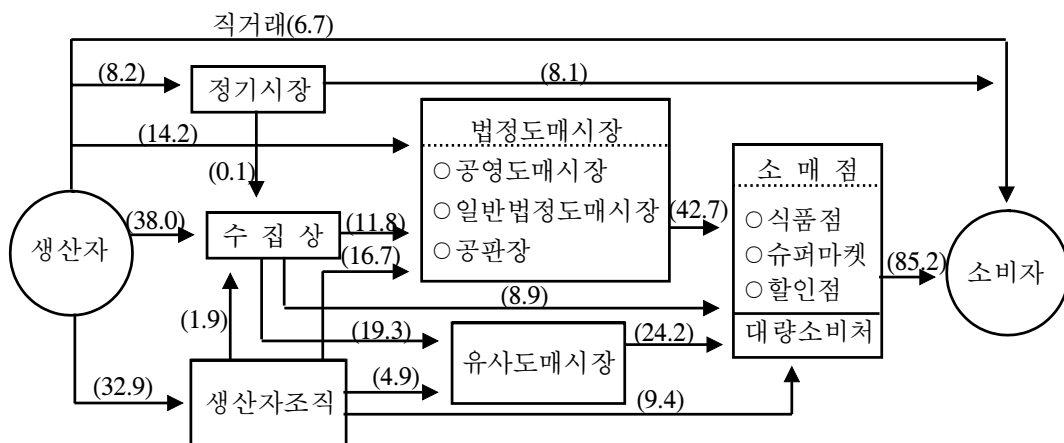 직거래(6.7)
(8.2)
정기시장
(8.1)
(14.2)
법정도매시장
(0.1)
○공영도매시장
소 매 점
생산자
(38.0)
수 집 상
(11.8)
○일반법정도매시장
(42.7)
○식품점
(16.7)
○공판장
○슈퍼마켓
(85.2)
소비자
(8.9)
○할인점
(1.9)
(19.3)
유사도매시장
(24.2)
대량소비처
(32.9)
생산자조직
(4.9)
(9.4)